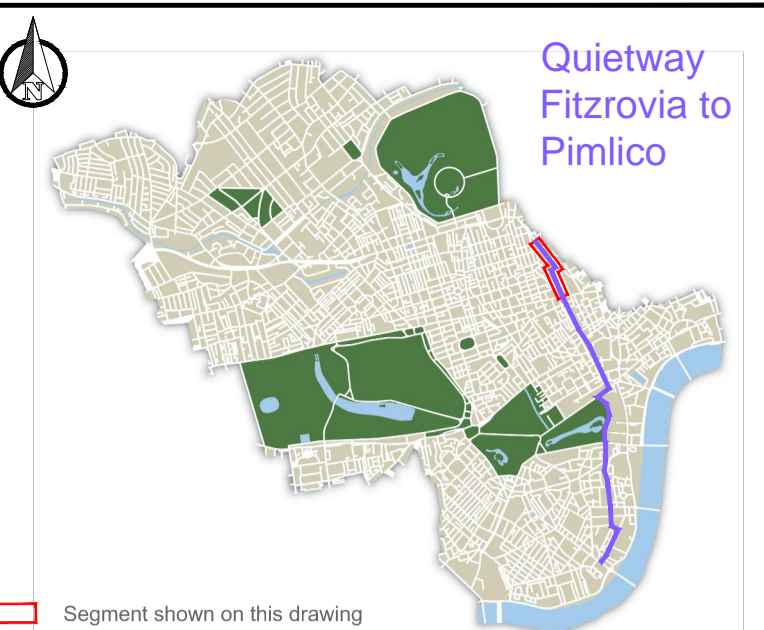 N
Quietway
Fitzrovia to
Pimlico
Segment shown on this drawing